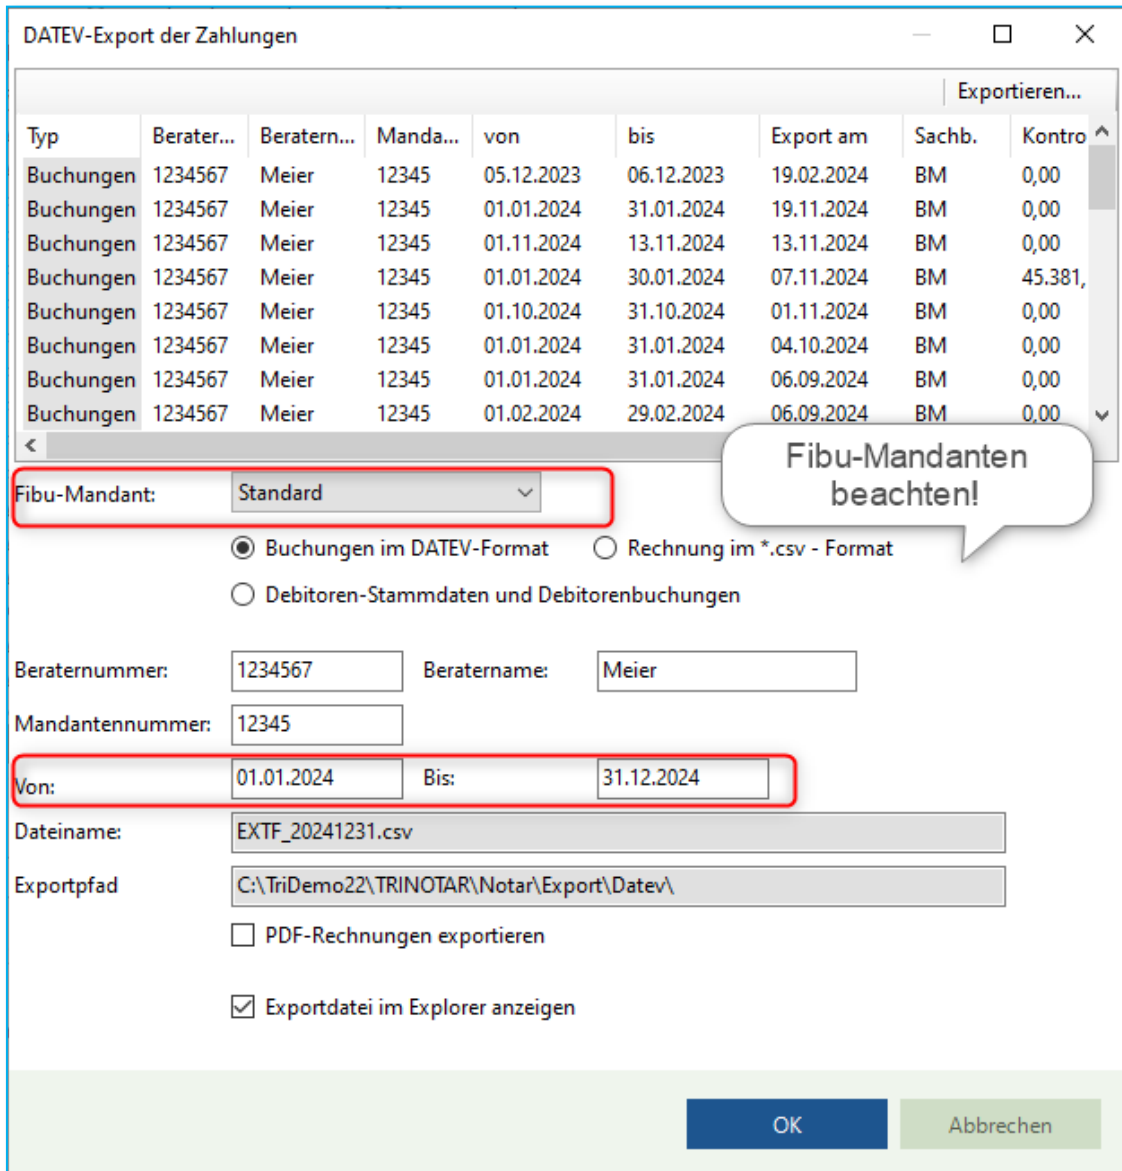 DATEV-Export der Zahlungen
Exportieren...
Typ Berater... Beratern... Manda... von bis Export am Sachb. Kontro
Buchungen 1234567 Meier 12345 05.12.2023 06.12.2023 19.02.2024 BM 0,00
Buchungen 1234567 Meier 12345 01.01.2024 31.01.2024 19.11.2024 BM 0,00
Buchungen 1234567 Meier 12345 01.11.2024 13.11.2024 13.11.2024 BM 0,00
Buchungen 1234567 Meier 12345 01.01.2024 30.01.2024 07.11.2024 BM 45.381,
Buchungen 1234567 Meier 12345 01.10.2024 31.10.2024 01.11.2024 BM 0,00
Buchungen 1234567 Meier 12345 01.01.2024 31.01.2024 04.10.2024 BM 0,00
Buchungen 1234567 Meier 12345 01.01.2024 31.01.2024 06.09.2024 BM 0,00
Buchungen 1234567 Meier 12345 01.02.2024 29.02.2024 06.09.2024 BM 0,00
Fibu-Mandanten
beachten!
Fibu-Mandant: Standard
Buchungen im DATEV-Format Rechnung im *.csv - Format
Debitoren-Stammdaten und Debitorenbuchungen
Beraternummer: 1234567 Beratername: Meier
Mandantennummer: 12345
Von: 01.01.2024 Bis: 31.12.2024
Dateiname: EXTF_20241231.csv
Exportpfad C:\TriDemo22\TRINOTAR\Notar\Export\Datev\
PDF-Rechnungen exportieren
Exportdatei im Explorer anzeigen
OK Abbrechen